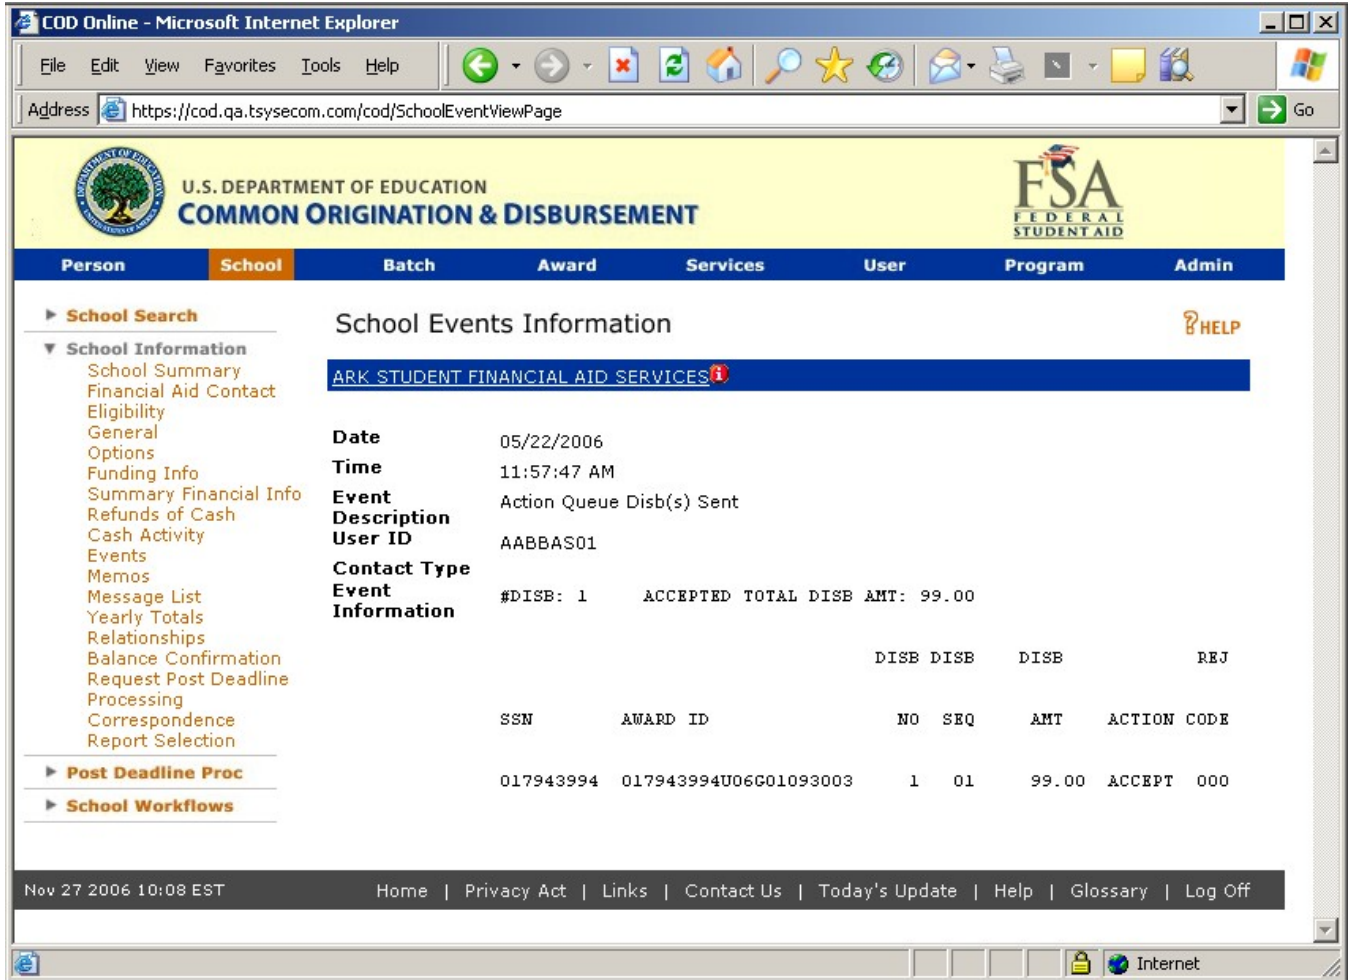 COD Online - Microsoft Internet Explorer
File Edit View Favorites Tools Help
Address https://cod.qa.tsysecom.com/cod/SchoolEventViewPage Go
U.S. DEPARTMENT OF EDUCATION
COMMON ORIGINATION & DISBURSEMENT
FSA
FEDERAL
STUDENT AID
Person School Batch Award Services User Program Admin
School Search
School Information
School Summary
Financial Aid Contact
Eligibility
General
Options
Funding Info
Summary Financial Info
Refunds of Cash
Cash Activity
Events
Memos
Message List
Yearly Totals
Relationships
Balance Confirmation
Request Post Deadline
Processing
Correspondence
Report Selection
Post Deadline Proc
School Workflows
School Events Information
? HELP
ARK STUDENT FINANCIAL AID SERVICES i
Date 05/22/2006
Time 11:57:47 AM
Event Description Action Queue Disb(s) Sent
User ID AABBAS01
Contact Type
Event Information #DISB: 1 ACCEPTED TOTAL DISB AMT: 99.00
DISB DISB DISB REJ
SSN AWARD ID NO SEQ AMT ACTION CODE
017943994 017943994U06G01093003 1 01 99.00 ACCEPT 000
Nov 27 2006 10:08 EST Home | Privacy Act | Links | Contact Us | Today's Update | Help | Glossary | Log Off
Internet